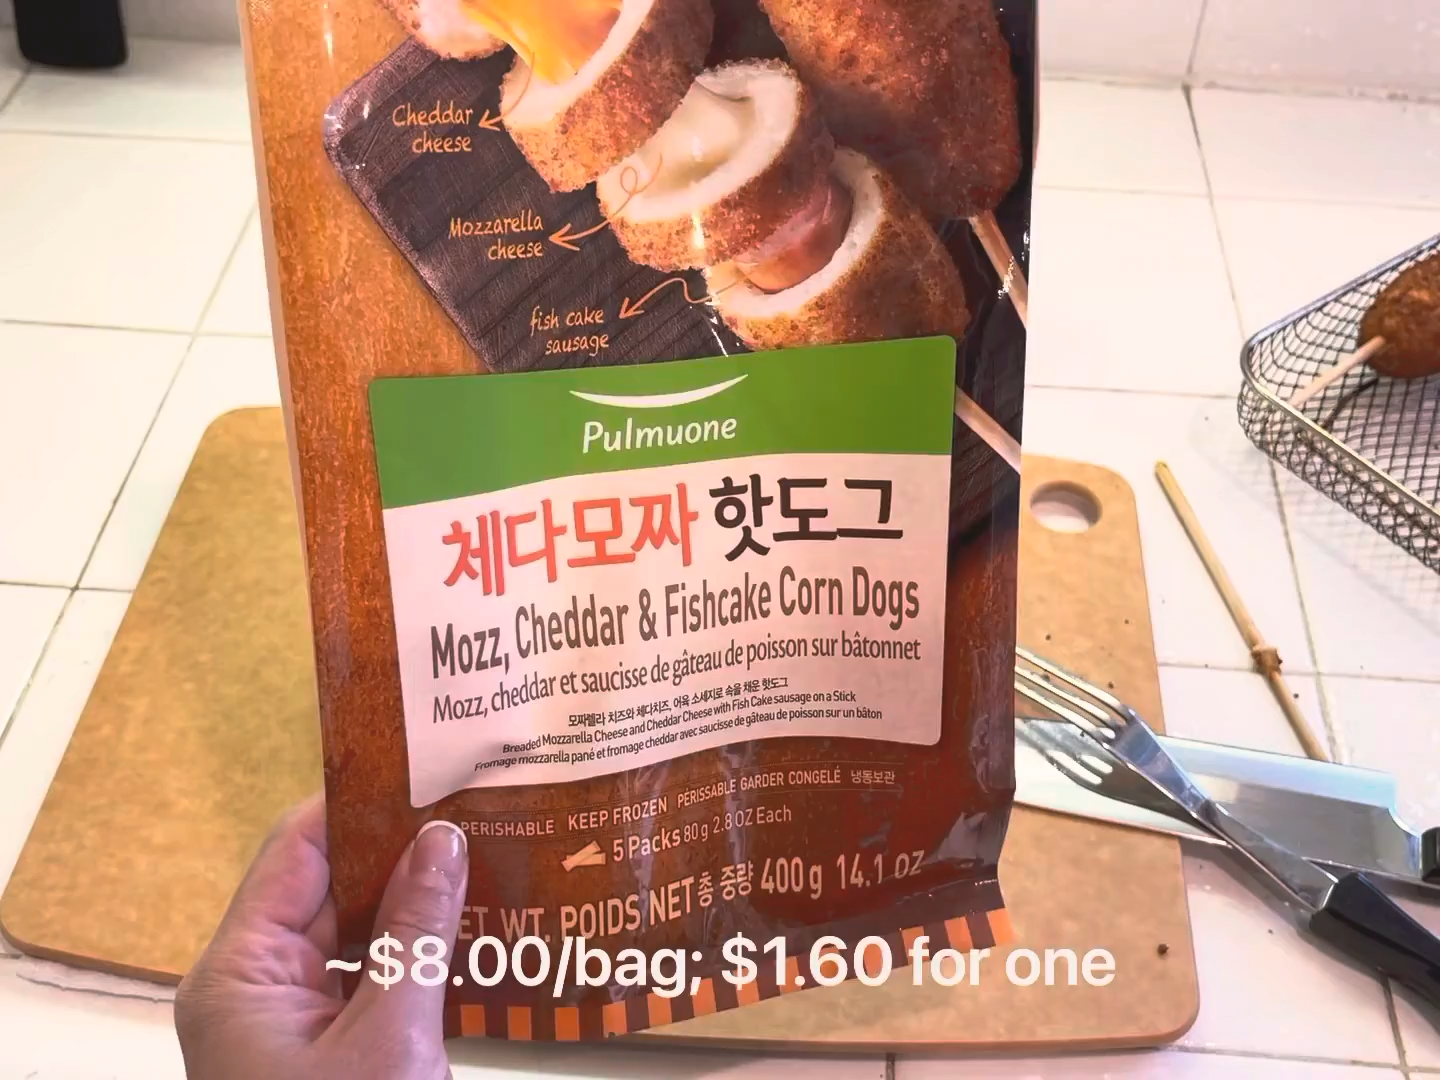 Cheddar
cheese
Mozzarella
cheese
fish cake
sausage
Pulmuone
체다모짜 핫도그
Mozz, Cheddar & Fishcake Corn Dogs
Mozz, cheddar et saucisse de gâteau de poisson sur bâtonnet
모짜렐라 치즈와 체다치즈, 어육 소세지로 속을 채운 핫도그
Breaded Mozzarella Cheese and Cheddar Cheese with Fish Cake sausage on a Stick
Fromage mozzarella pané et fromage cheddar avec saucisse de gâteau de poisson sur un bâton
PERISHABLE KEEP FROZEN PÉRISSABLE GARDER CONGELÉ 냉동보관
5 Packs 80 g 2.8 OZ Each
ET WT. POIDS NET 총 중량 400 g 14.1 oz
~$8.00/bag; $1.60 for one